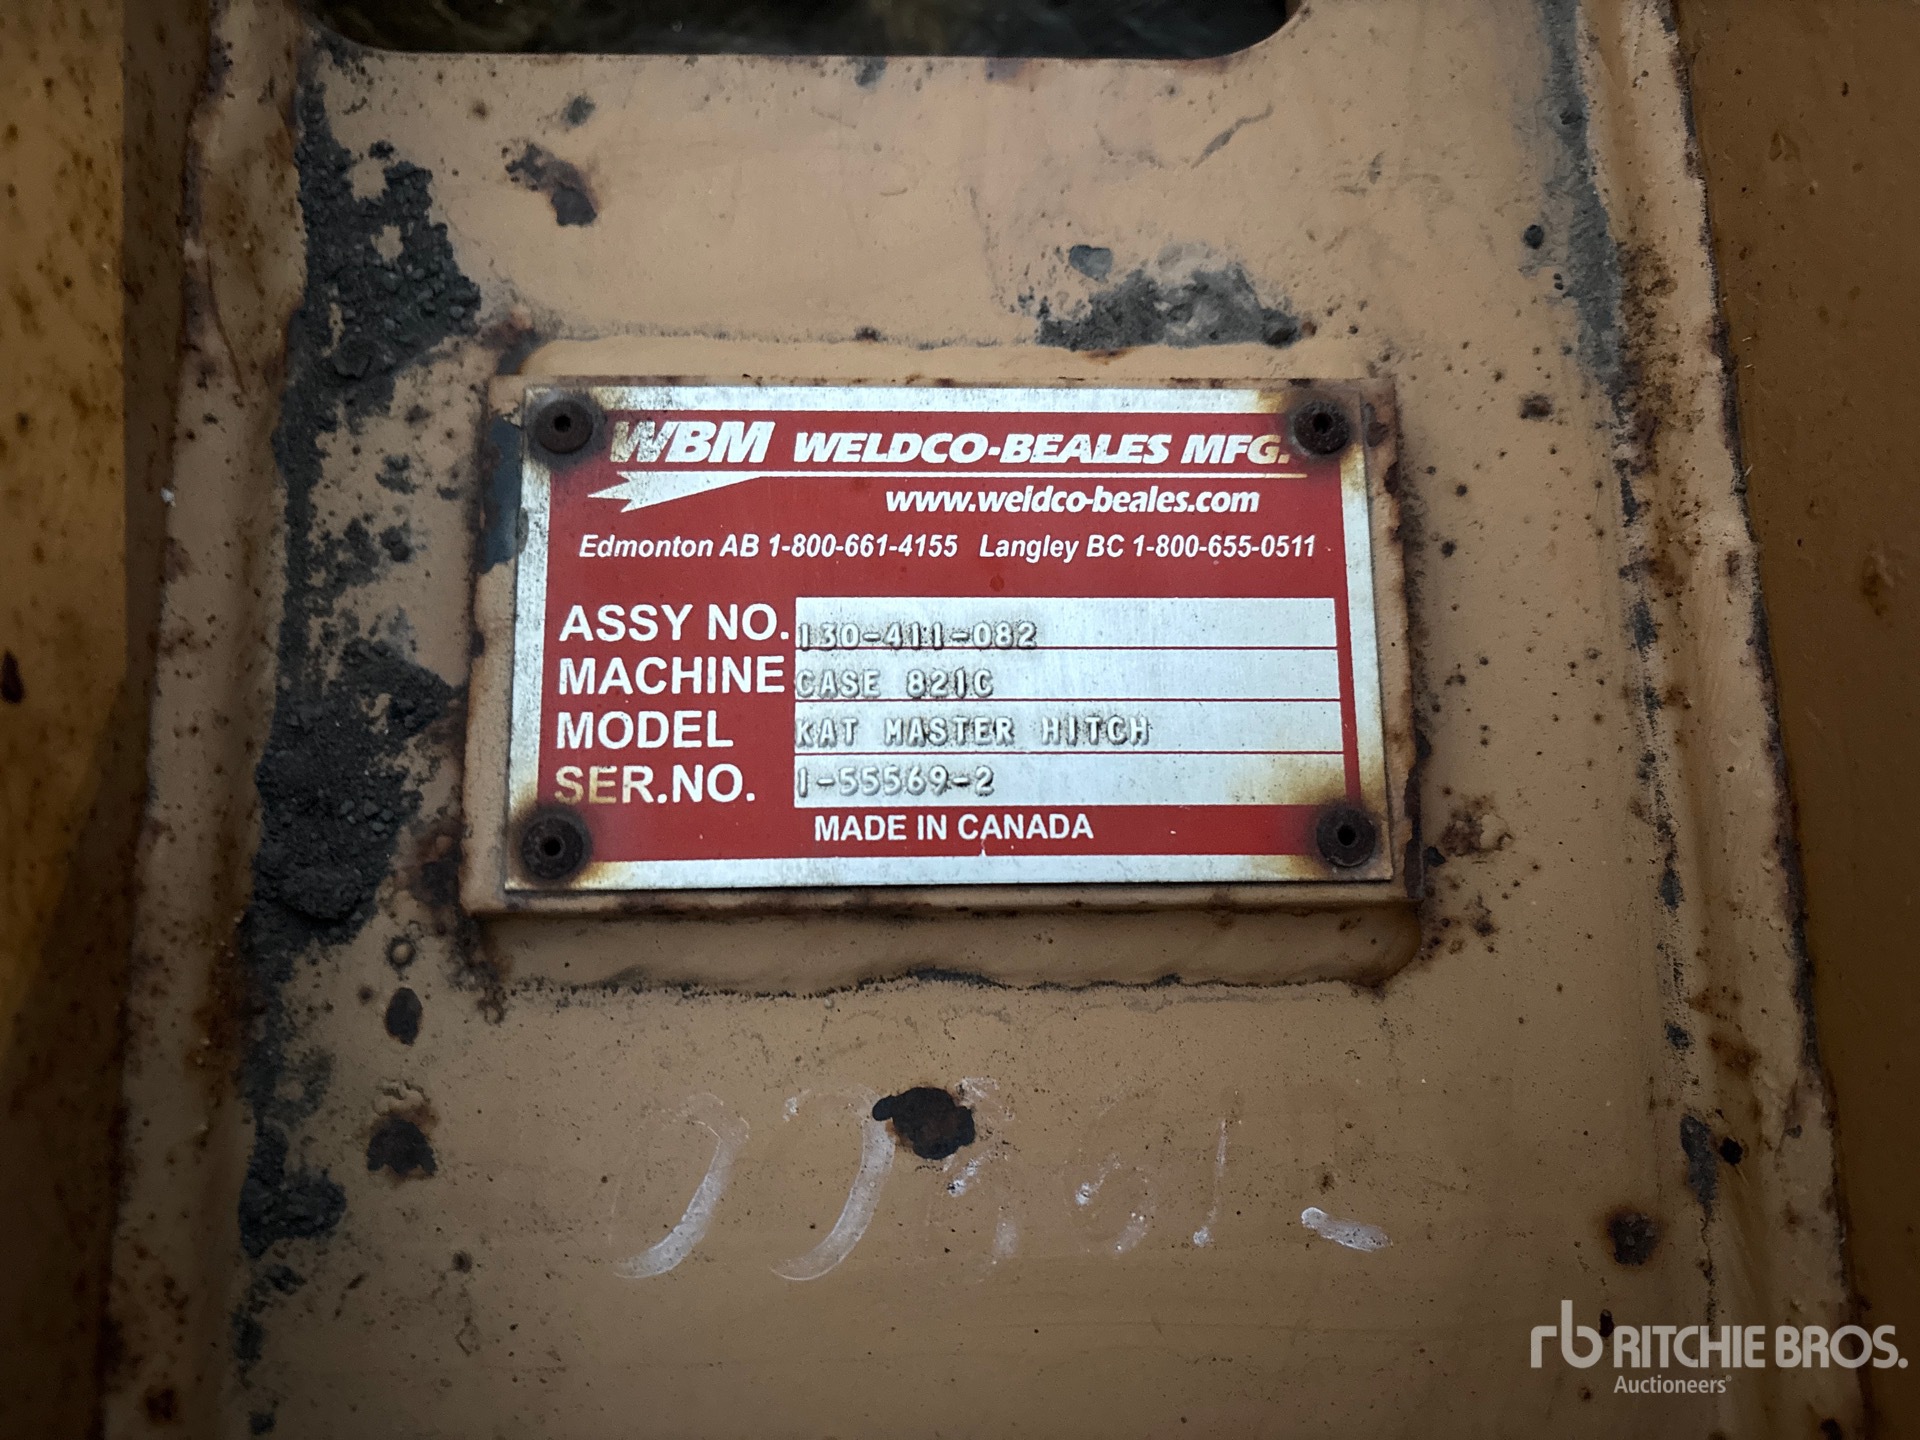 WBM WELDCO-BEALES MFG.
www.weldco-beales.com
Edmonton AB 1-800-661-4155 Langley BC 1-800-655-0511
ASSY NO. 130-411-082
MACHINE CASE 821C
MODEL KAT MASTER HITCH
SER.NO. 1-55569-2
MADE IN CANADA
rb RITCHIE BROS.
Auctioneers